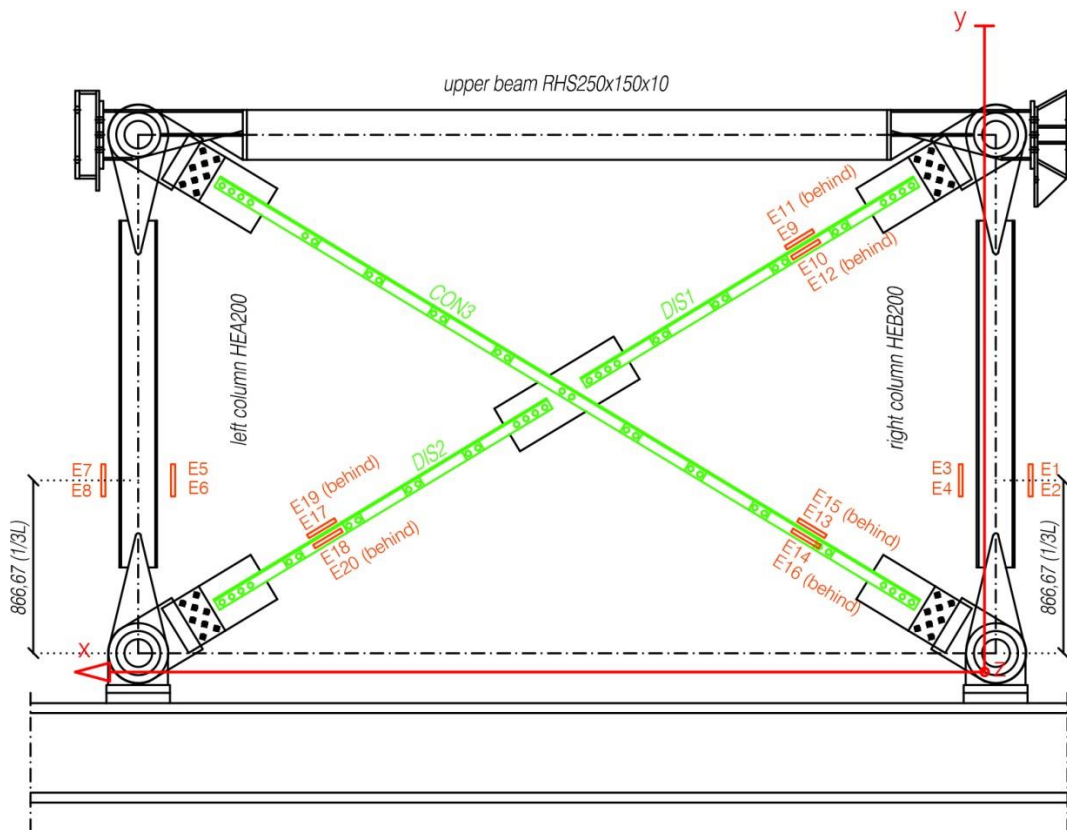 y
upper beam RHS250x150x10
E11 (behind)
E9
E10
E12 (behind)
CON3
DIS1
left column HEA200
right column HEB200
DIS2
E7
E8
E5
E6
E3
E4
E1
E2
E19 (behind)
E17
E18
E20 (behind)
E15 (behind)
E13
E14
E16 (behind)
866,67 (1/3L)
866,67 (1/3L)
x
z